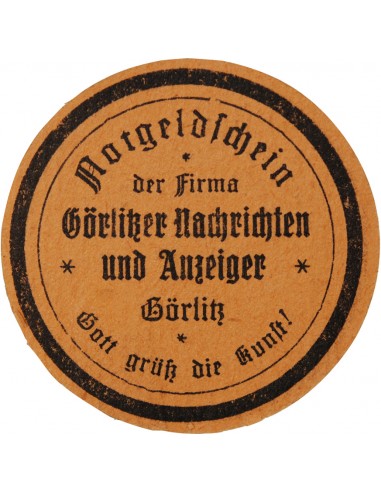 Notgeldschein
*
der Firma
Görlitzer Nachrichten
* und Anzeiger *
Görlitz
*
Gott grüß die Kunst!